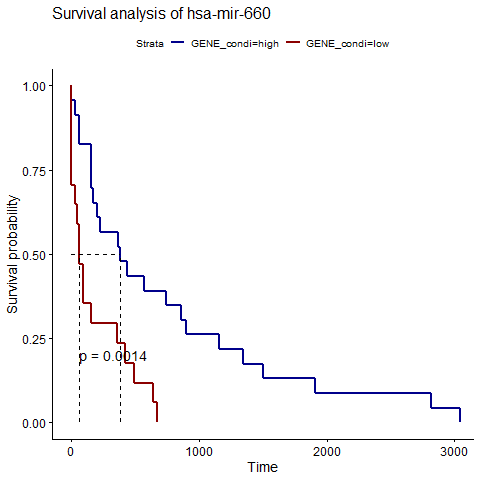 Survival analysis of hsa-mir-660
Strata GENE_condi=high GENE_condi=low
1.00
0.75
0.50
0.25
0.00
Survival probability
p = 0.0014
0 1000 2000 3000
Time